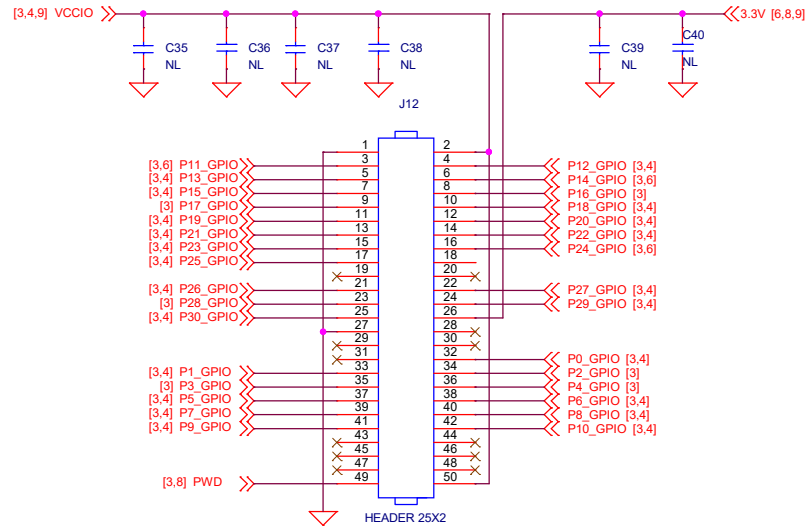 [3,4,9] VCCIO
3.3V [6,8,9]
C35
NL
C36
NL
C37
NL
C38
NL
C39
NL
C40
NL
J12
1 2
[3,6] P11_GPIO 3 4 P12_GPIO [3,4]
[3,4] P13_GPIO 5 6 P14_GPIO [3,6]
[3,4] P15_GPIO 7 8 P16_GPIO [3]
[3] P17_GPIO 9 10 P18_GPIO [3,4]
[3,4] P19_GPIO 11 12 P20_GPIO [3,4]
[3,4] P21_GPIO 13 14 P22_GPIO [3,4]
[3,4] P23_GPIO 15 16 P24_GPIO [3,6]
[3,4] P25_GPIO 17 18
19 20
[3,4] P26_GPIO 21 22 P27_GPIO [3,4]
[3] P28_GPIO 23 24 P29_GPIO [3,4]
[3,4] P30_GPIO 25 26
27 28
29 30
31 32 P0_GPIO [3,4]
[3,4] P1_GPIO 33 34 P2_GPIO [3]
[3] P3_GPIO 35 36 P4_GPIO [3]
[3,4] P5_GPIO 37 38 P6_GPIO [3,4]
[3,4] P7_GPIO 39 40 P8_GPIO [3,4]
[3,4] P9_GPIO 41 42 P10_GPIO [3,4]
43 44
45 46
47 48
[3,8] PWD 49 50
HEADER 25X2